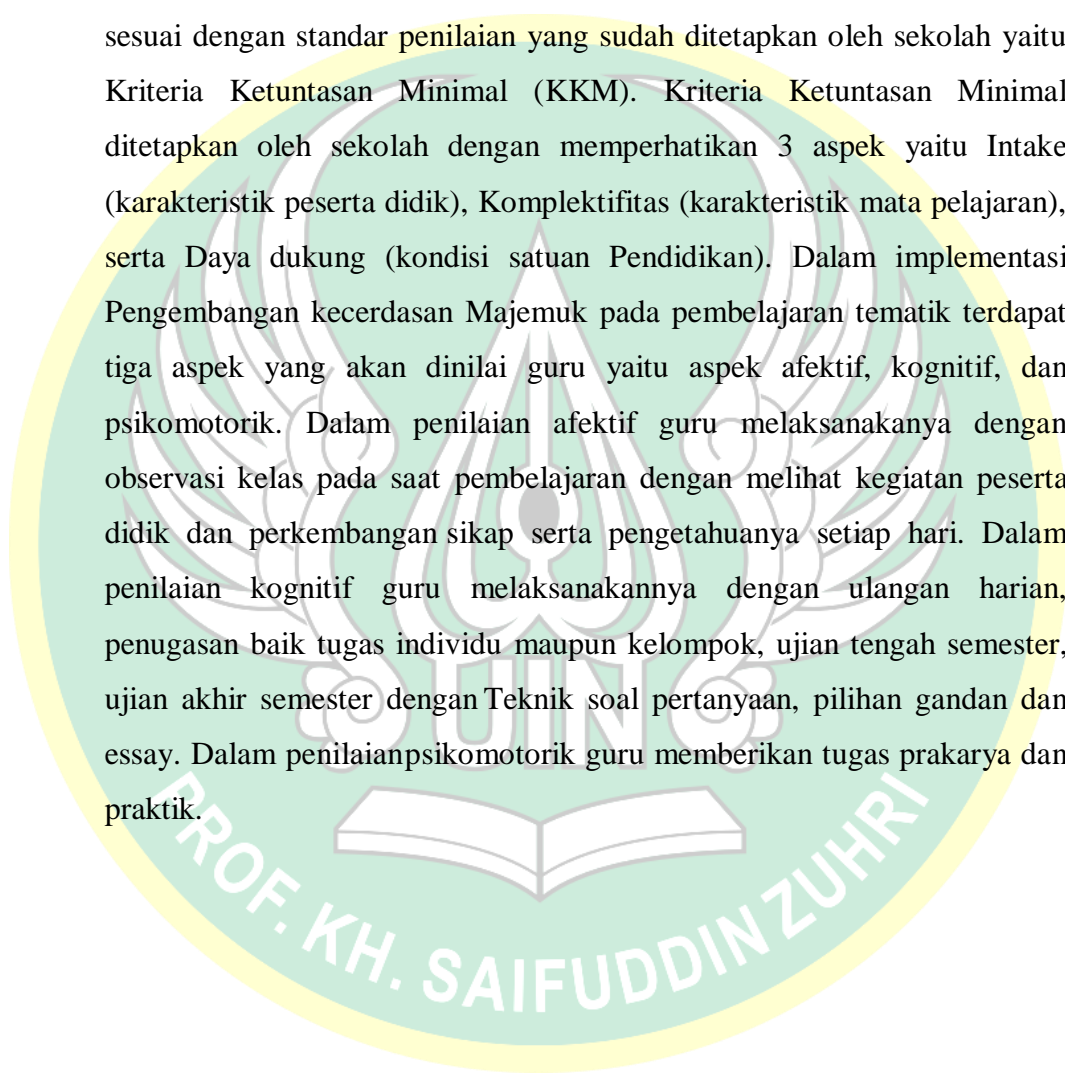 sesuai dengan standar penilaian yang sudah ditetapkan oleh sekolah yaitu
Kriteria Ketuntasan Minimal (KKM). Kriteria Ketuntasan Minimal
ditetapkan oleh sekolah dengan memperhatikan 3 aspek yaitu Intake
(karakteristik peserta didik), Komplektifitas (karakteristik mata pelajaran),
serta Daya dukung (kondisi satuan Pendidikan). Dalam implementasi
Pengembangan kecerdasan Majemuk pada pembelajaran tematik terdapat
tiga aspek yang akan dinilai guru yaitu aspek afektif, kognitif, dan
psikomotorik. Dalam penilaian afektif guru melaksanakanya dengan
observasi kelas pada saat pembelajaran dengan melihat kegiatan peserta
didik dan perkembangan sikap serta pengetahuanya setiap hari. Dalam
penilaian kognitif guru melaksanakannya dengan ulangan harian,
penugasan baik tugas individu maupun kelompok, ujian tengah semester,
ujian akhir semester dengan Teknik soal pertanyaan, pilihan gandan dan
essay. Dalam penilaianpsikomotorik guru memberikan tugas prakarya dan
praktik.
UIN
PROF. KH. SAIFUDDIN ZUHRI